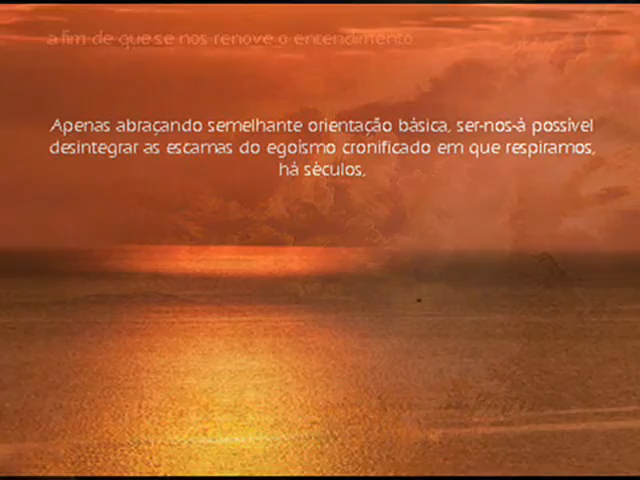 a fim de que se nos renove o entendimento
Apenas abraçando semelhante orientação básica, ser-nos-á possível
desintegrar as escamas do egoísmo cronificado em que respiramos,
há séculos,